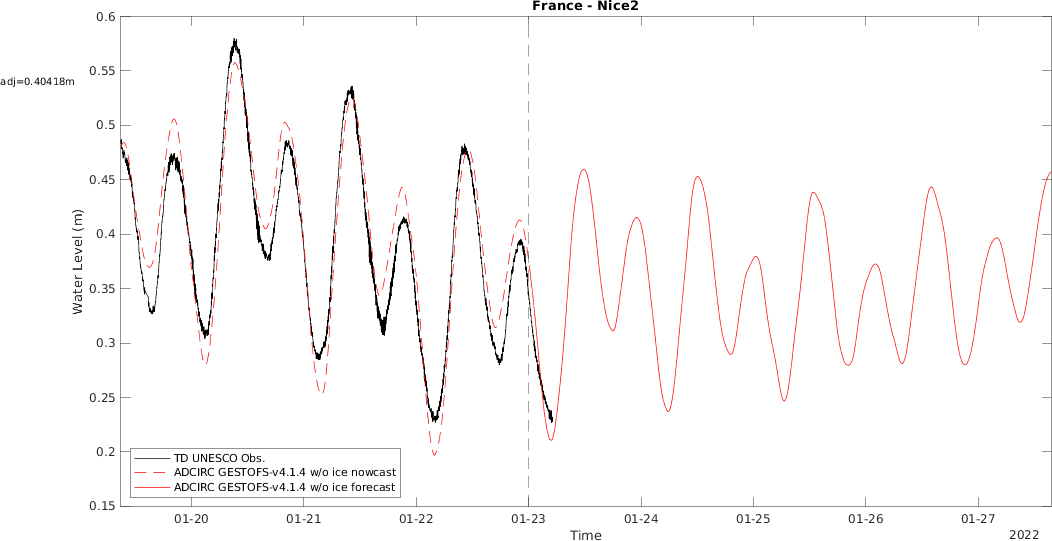 France - Nice2
adj=0.40418m
0.6
0.55
0.5
0.45
0.4
0.35
0.3
0.25
0.2
0.15
Water Level (m)
TD UNESCO Obs.
ADCIRC GESTOFS-v4.1.4 w/o ice nowcast
ADCIRC GESTOFS-v4.1.4 w/o ice forecast
01-20 01-21 01-22 01-23 01-24 01-25 01-26 01-27
Time
2022